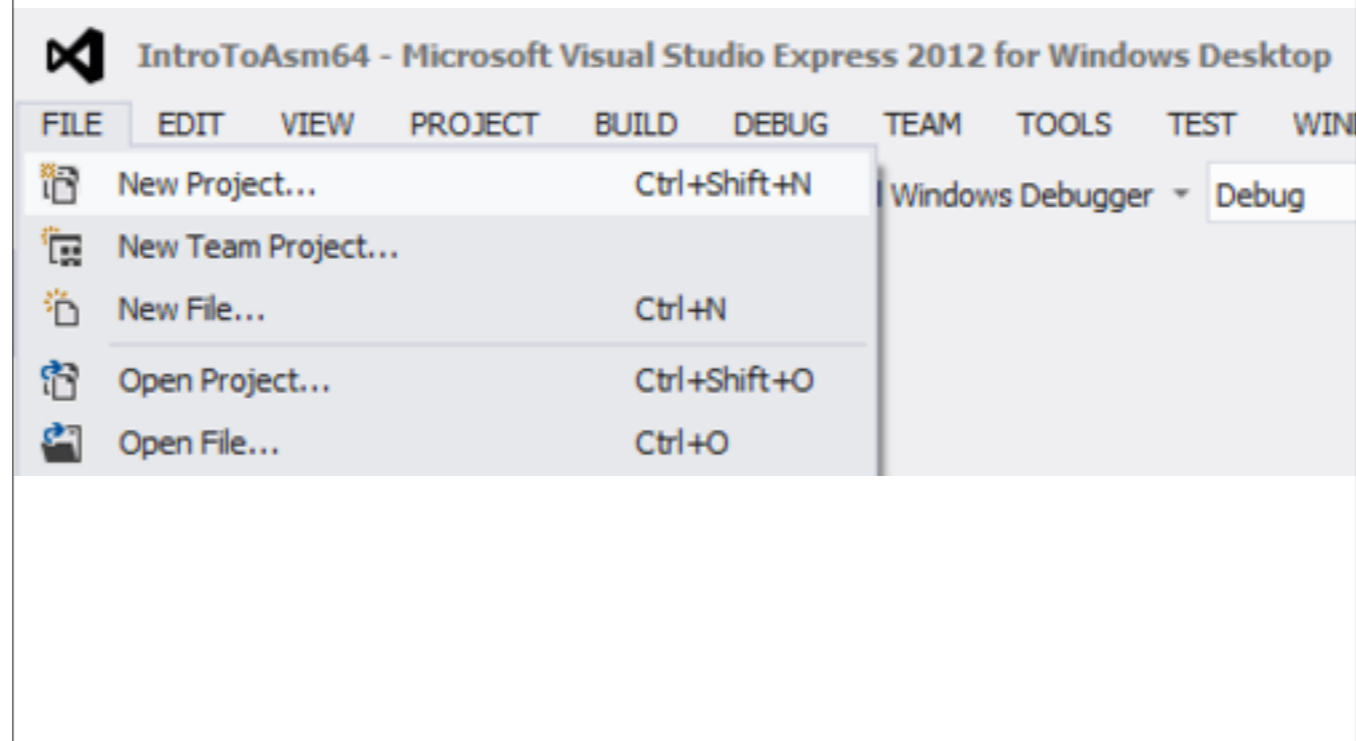 IntroToAsm64 - Microsoft Visual Studio Express 2012 for Windows Desktop
FILE EDIT VIEW PROJECT BUILD DEBUG TEAM TOOLS TEST
New Project... Ctrl+Shift+N Windows Debugger Debug
New Team Project...
New File... Ctrl+N
Open Project... Ctrl+Shift+O
Open File... Ctrl+O